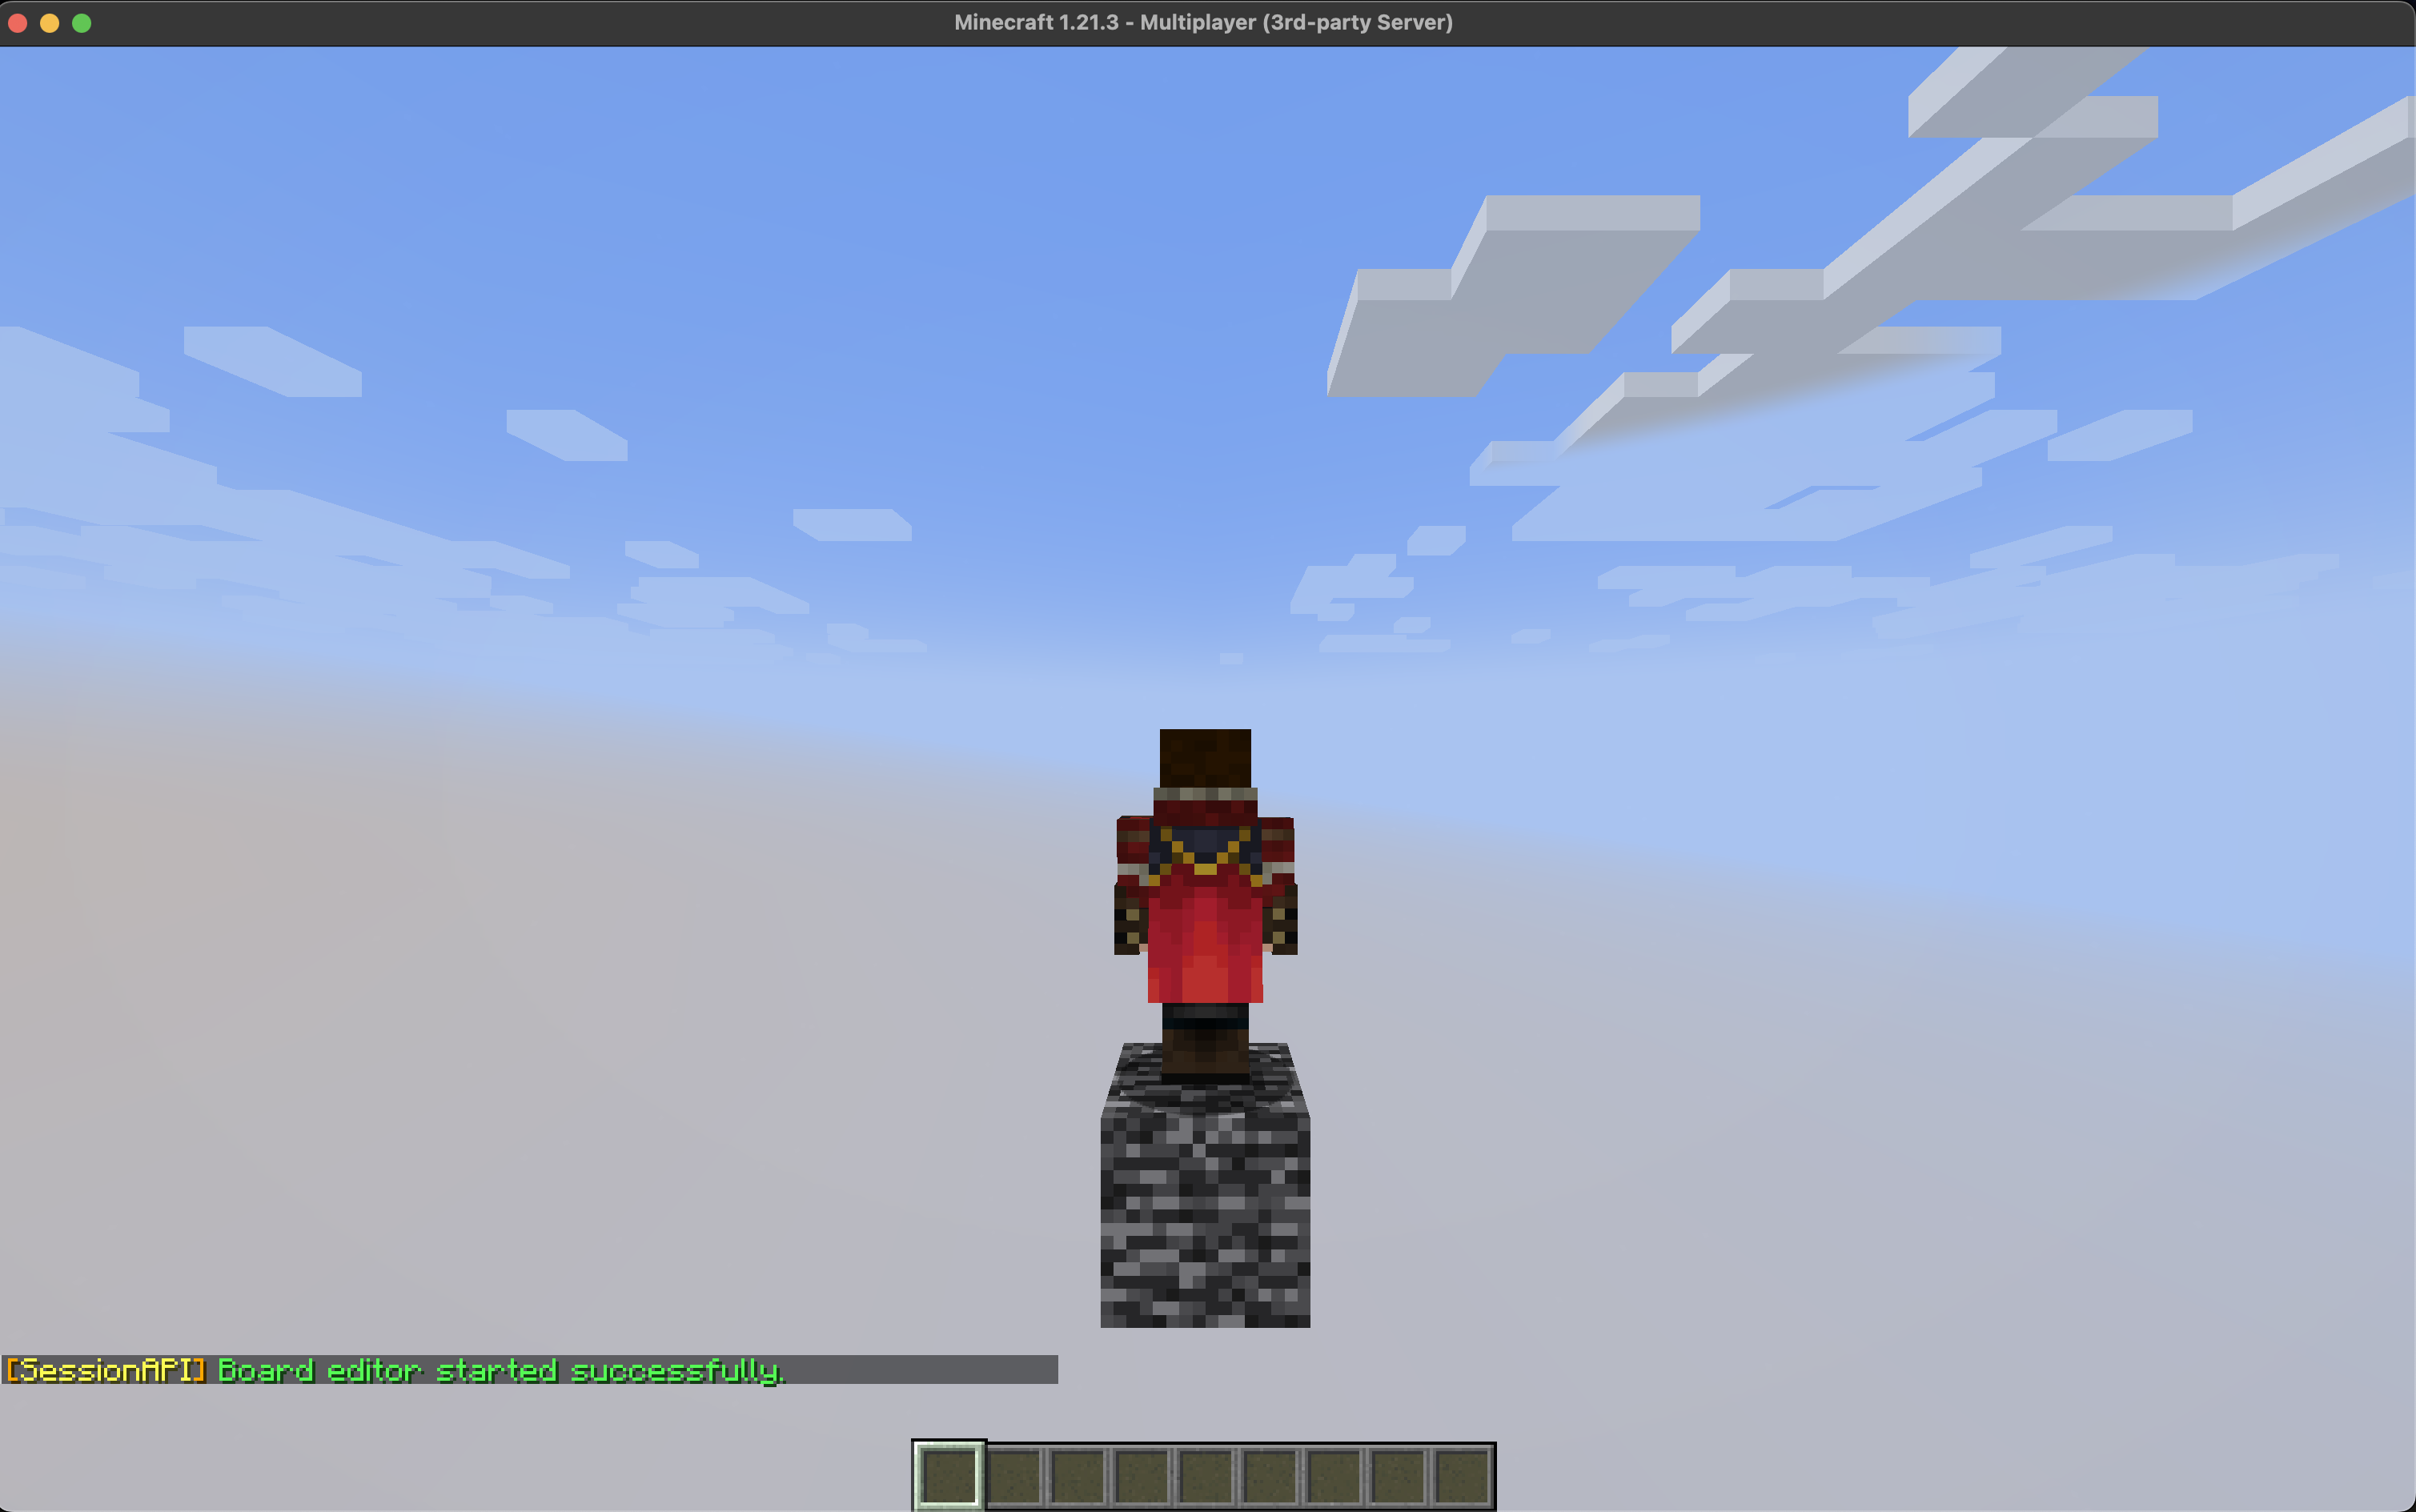 Minecraft 1.21.3 - Multiplayer (3rd-party Server)
[SessionAPI] Board editor started successfully.